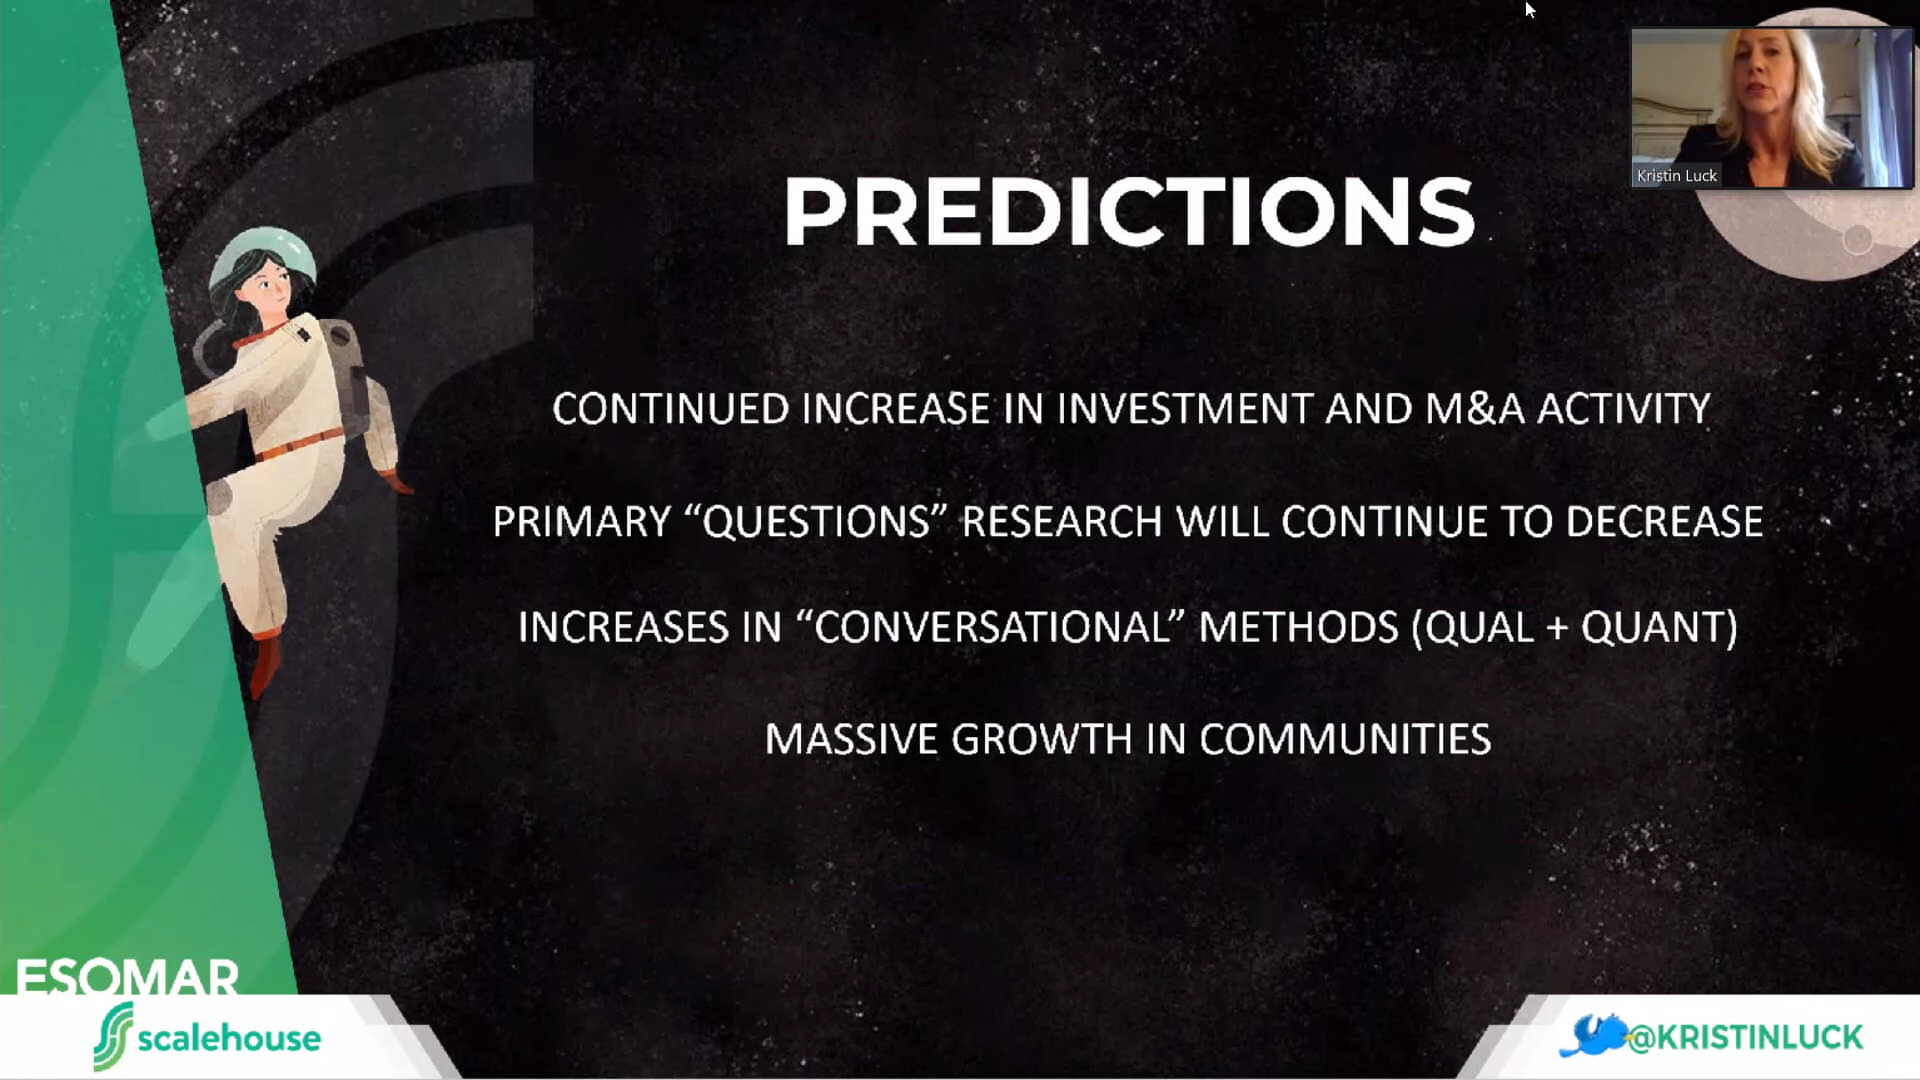 Kristin Luck
PREDICTIONS
CONTINUED INCREASE IN INVESTMENT AND M&A ACTIVITY
PRIMARY “QUESTIONS” RESEARCH WILL CONTINUE TO DECREASE
INCREASES IN “CONVERSATIONAL” METHODS (QUAL + QUANT)
MASSIVE GROWTH IN COMMUNITIES
ESOMAR
scalehouse
@KRISTINLUCK